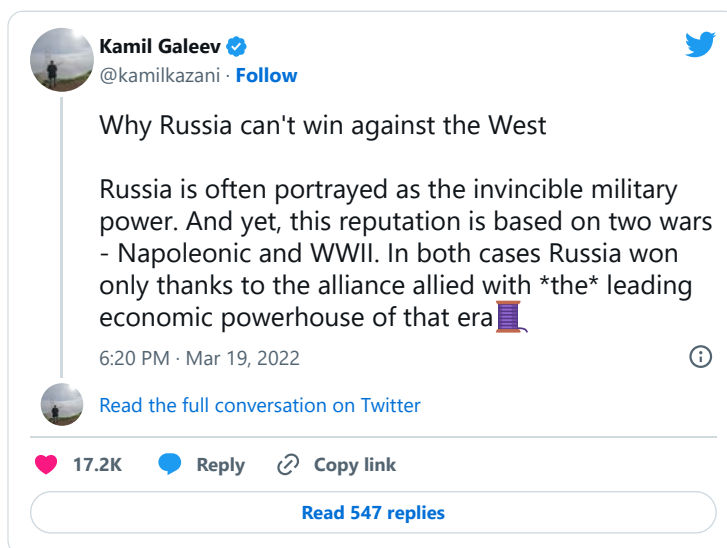 Kamil Galeev
@kamilkazani · Follow
Why Russia can't win against the West
Russia is often portrayed as the invincible military
power. And yet, this reputation is based on two wars
- Napoleonic and WWII. In both cases Russia won
only thanks to the alliance allied with *the* leading
economic powerhouse of that era🧵
6:20 PM · Mar 19, 2022
Read the full conversation on Twitter
17.2K Reply Copy link
Read 547 replies